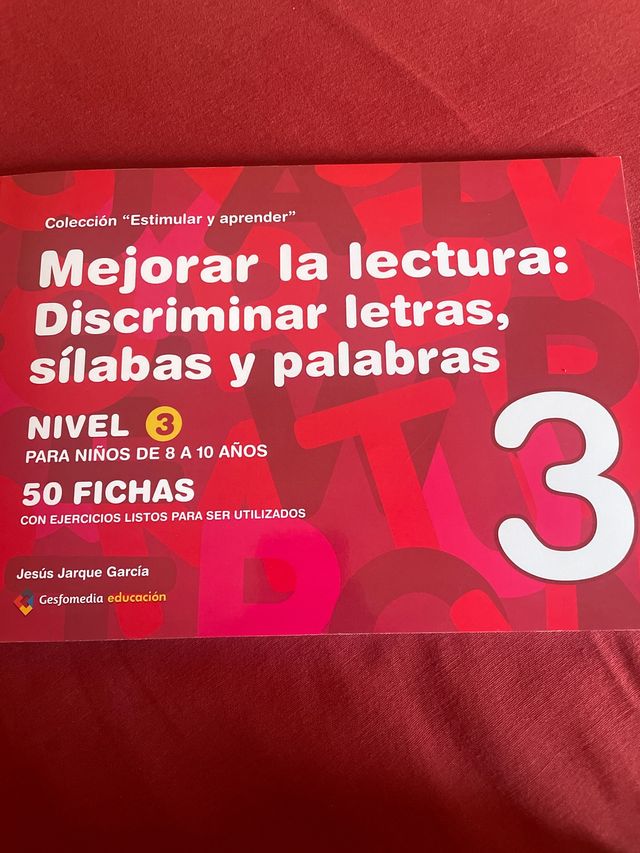 Colección "Estimular y aprender"
Mejorar la lectura:
Discriminar letras,
sílabas y palabras
NIVEL 3
PARA NIÑOS DE 8 A 10 AÑOS
50 FICHAS
CON EJERCICIOS LISTOS PARA SER UTILIZADOS
3
Jesús Jarque García
Gesfomedia educación